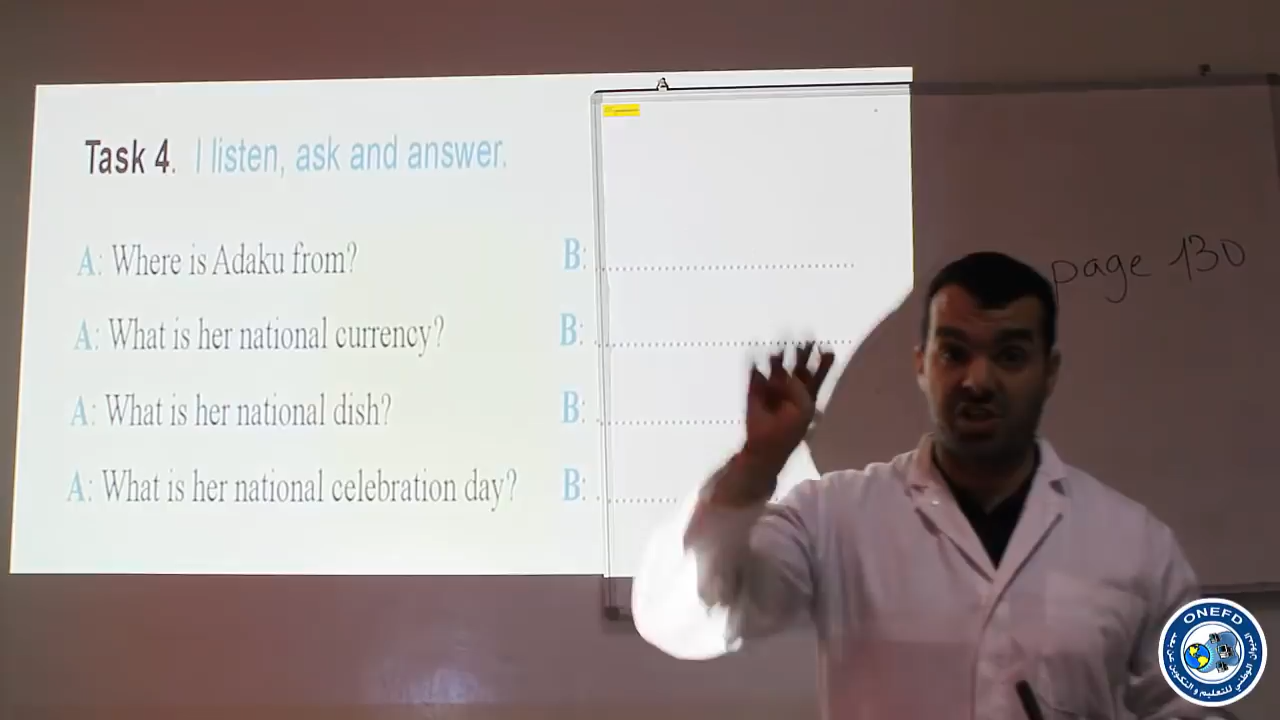 Task 4. I listen, ask and answer.
A: Where is Adaku from? B: ............................
A: What is her national currency? B: ............................
A: What is her national dish? B: ................
A: What is her national celebration day? B: ............
page 130
ONEFD